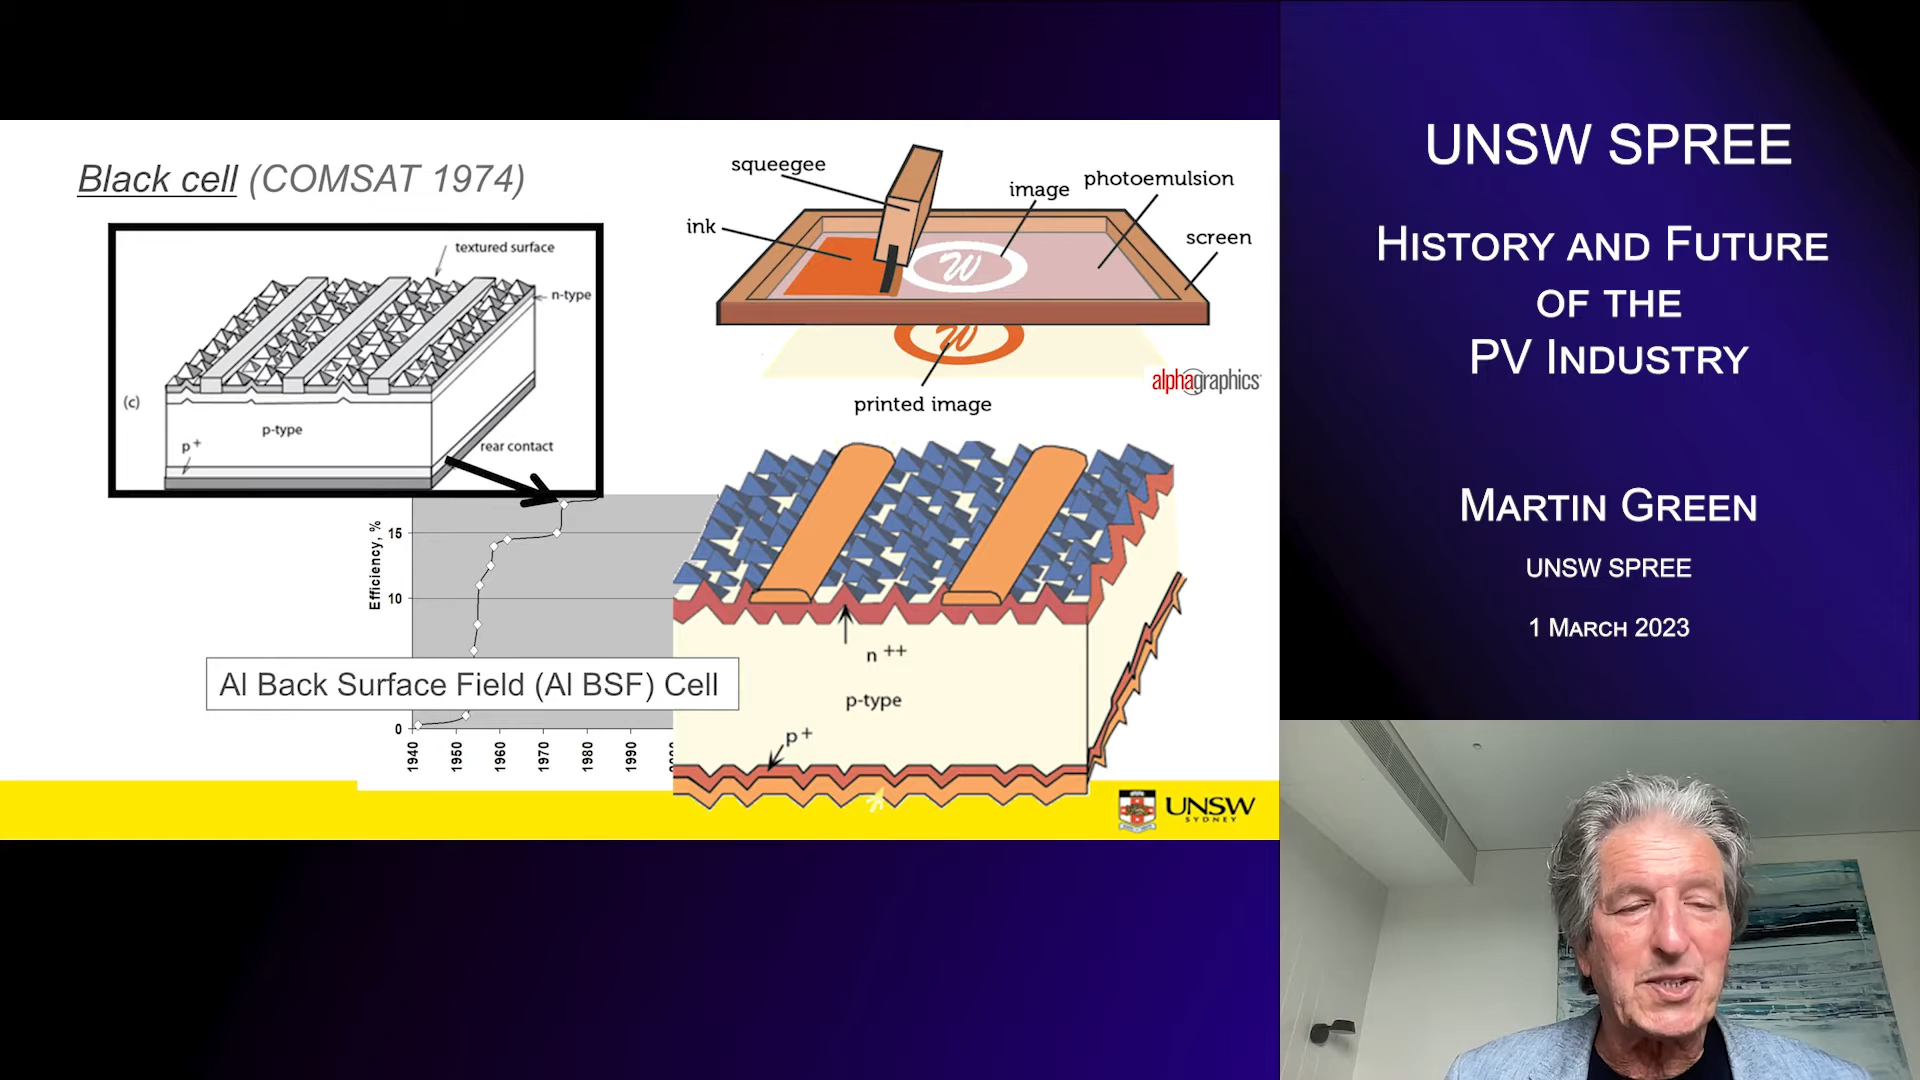 Black cell (COMSAT 1974)
textured surface
n-type
(c)
p-type
p+
rear contact
squeegee
image
photoemulsion
ink
screen
W
W
alphagraphics
printed image
Efficiency, %
15
10
0
1940
1950
1960
1970
1980
1990
Al Back Surface Field (Al BSF) Cell
n ++
p-type
p+
UNSW
SYDNEY
UNSW SPREE
HISTORY AND FUTURE
OF THE
PV INDUSTRY
MARTIN GREEN
UNSW SPREE
1 MARCH 2023